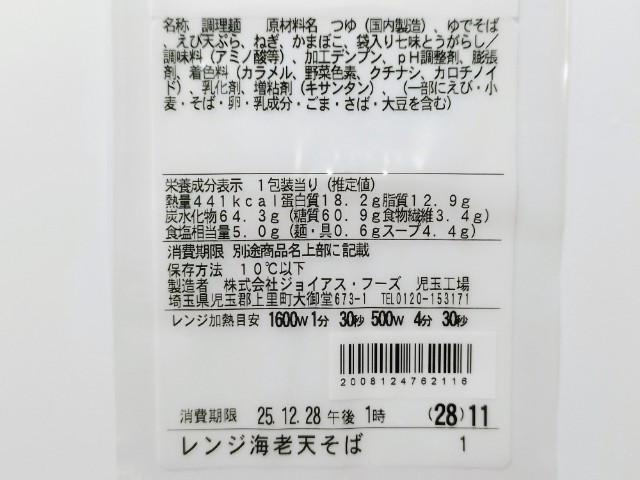 名称　調理麺　原材料名　つゆ（国内製造）、ゆでそば
、えび天ぷら、ねぎ、かまぼこ、袋入り七味とうがらし／
調味料（アミノ酸等）、加工デンプン、ｐＨ調整剤、膨張
剤、着色料（カラメル、野菜色素、クチナシ、カロチノイ
ド）、乳化剤、増粘剤（キサンタン）、（一部にえび・小
麦・そば・卵・乳成分・ごま・さば・大豆を含む）
栄養成分表示　１包装当り（推定値）
熱量４４１ｋｃａｌ蛋白質１８．２ｇ脂質１２．９ｇ
炭水化物６４．３ｇ（糖質６０．９ｇ食物繊維３．４ｇ）
食塩相当量５．０ｇ（麺・具０．６ｇスープ４．４ｇ）
消費期限　別途商品名上部に記載
保存方法　１０℃以下
製造者　株式会社ジョイアス・フーズ　児玉工場
埼玉県児玉郡上里町大御堂673-1　TEL0120-153171
レンジ加熱目安　1600W 1分　30秒 500W　4分　30秒
2008124762116
消費期限　25.12.28 午後 1時　(28)11
レンジ海老天そば　1